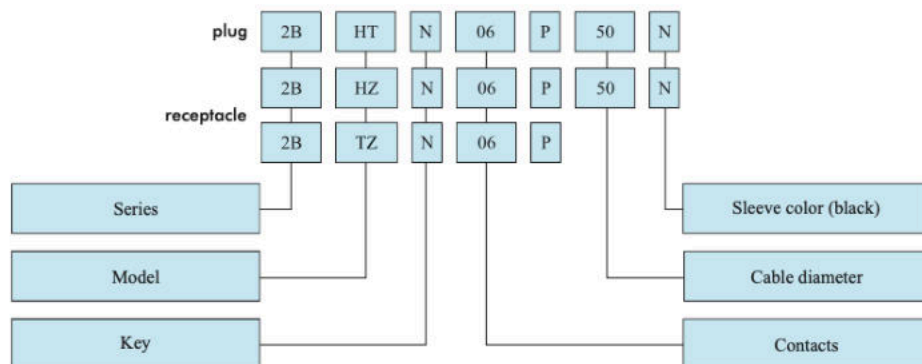 plug 2B HT N 06 P 50 N
2B HZ N 06 P 50 N
receptacle
2B TZ N 06 P
Series Sleeve color (black)
Model Cable diameter
Key Contacts